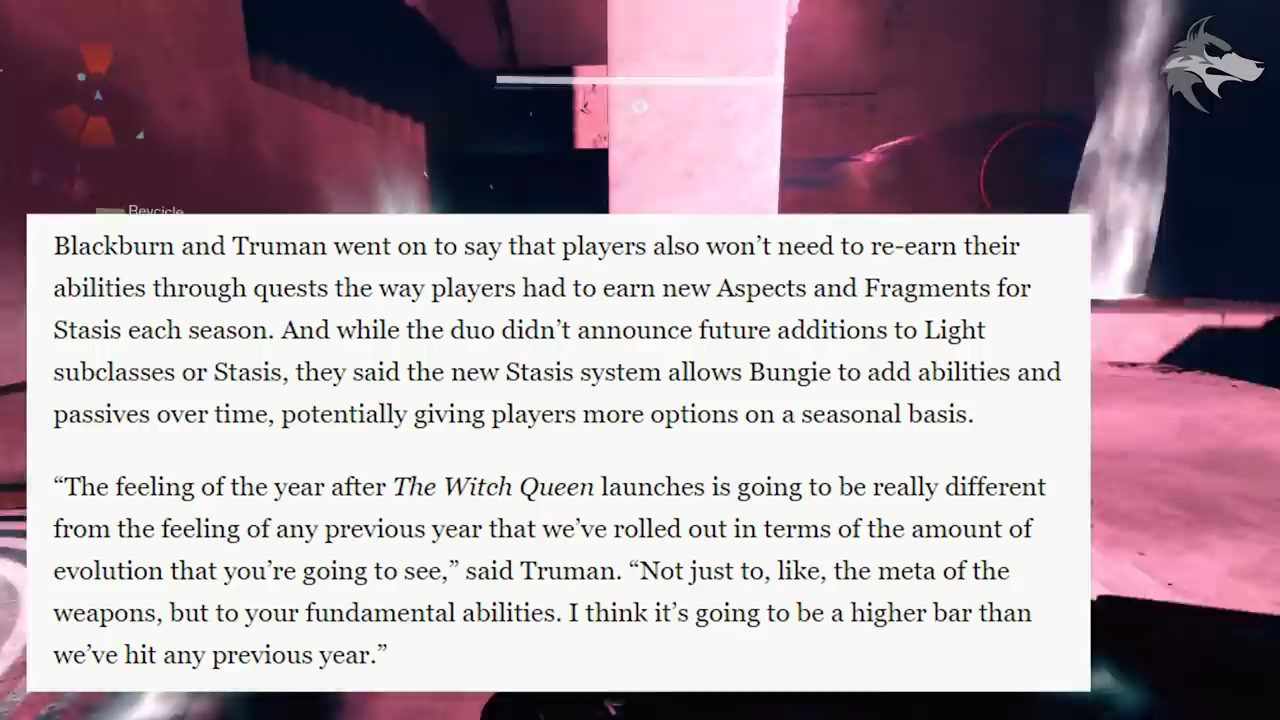 Revcicle
Blackburn and Truman went on to say that players also won’t need to re-earn their
abilities through quests the way players had to earn new Aspects and Fragments for
Stasis each season. And while the duo didn’t announce future additions to Light
subclasses or Stasis, they said the new Stasis system allows Bungie to add abilities and
passives over time, potentially giving players more options on a seasonal basis.
“The feeling of the year after The Witch Queen launches is going to be really different
from the feeling of any previous year that we’ve rolled out in terms of the amount of
evolution that you’re going to see,” said Truman. “Not just to, like, the meta of the
weapons, but to your fundamental abilities. I think it’s going to be a higher bar than
we’ve hit any previous year.”